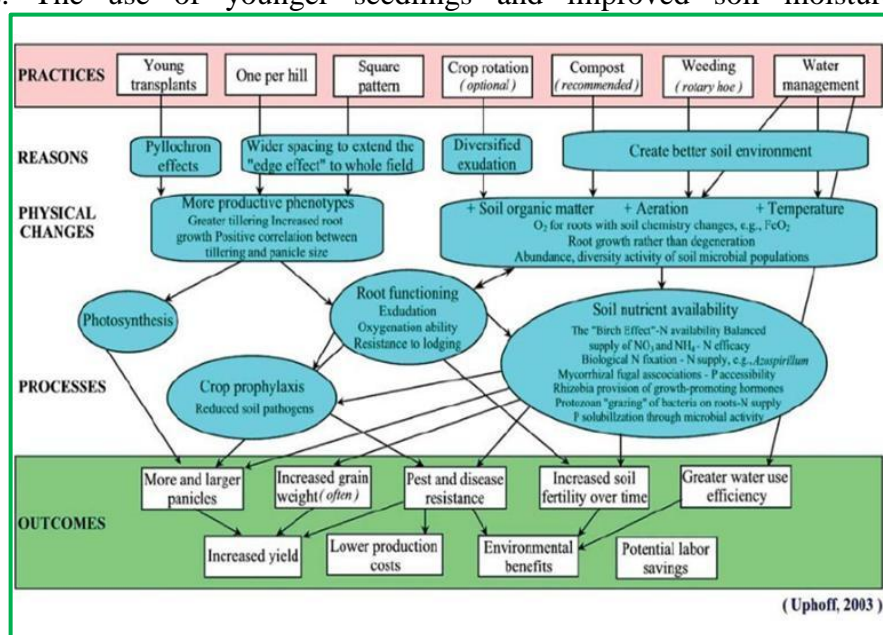 The use of younger seedlings and improved soil moisture
PRACTICES
Young
transplants
One per hill
Square
pattern
Crop rotation
(optional)
Compost
(recommended)
Weeding
(rotary hoe)
Water
management
REASONS
Pyllochron
effects
Wider spacing to extend the
"edge effect" to whole field
Diversified
exudation
Create better soil environment
PHYSICAL
CHANGES
More productive phenotypes
Greater tillering Increased root
growth Positive correlation between
tillering and panicle size
+ Soil organic matter + Aeration + Temperature
O₂ for roots with soil chemistry changes, e.g., FeO₂
Root growth rather than degeneration
Abundance, diversity activity of soil microbial populations
PROCESSES
Photosynthesis
Root functioning
Exdudation
Oxygenation ability
Resistance to lodging
Soil nutrient availability
The "Birch Effect"-N availability Balanced
supply of NO₃ and NH₄- N efficacy
Biological N fixation - N supply, e.g., Azospirillum
Mycorrhizal fugal associations - P accessibility
Rhizebia provision of growth-promoting hormones
Protezoan "grazing" of bacteria on roots-N supply
P solubilization through microbial activity
Crop prophylaxis
Reduced soil pathogens
OUTCOMES
More and larger
panicles
Increased grain
weight (often)
Pest and disease
resistance
Increased soil
fertility over time
Greater water use
efficiency
Increased yield
Lower production
costs
Environmental
benefits
Potential labor
savings
( Uphoff, 2003 )